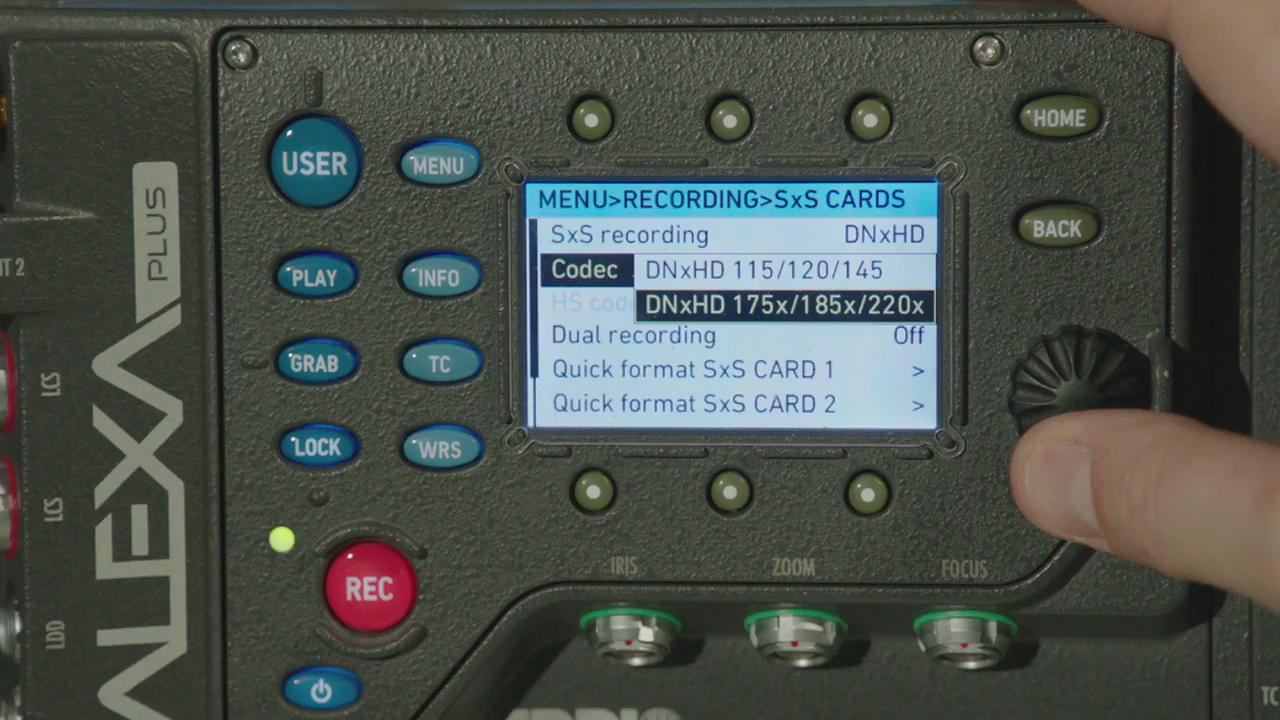 USER
MENU
HOME
BACK
MENU>RECORDING>SxS CARDS
SxS recording DNxHD
Codec DNxHD 115/120/145
HS cod DNxHD 175x/185x/220x
Dual recording Off
Quick format SxS CARD 1 >
Quick format SxS CARD 2 >
PLAY
INFO
GRAB
TC
LOCK
WRS
REC
IRIS
ZOOM
FOCUS
ALEXA PLUS
LCS
LCS
LDD
TC